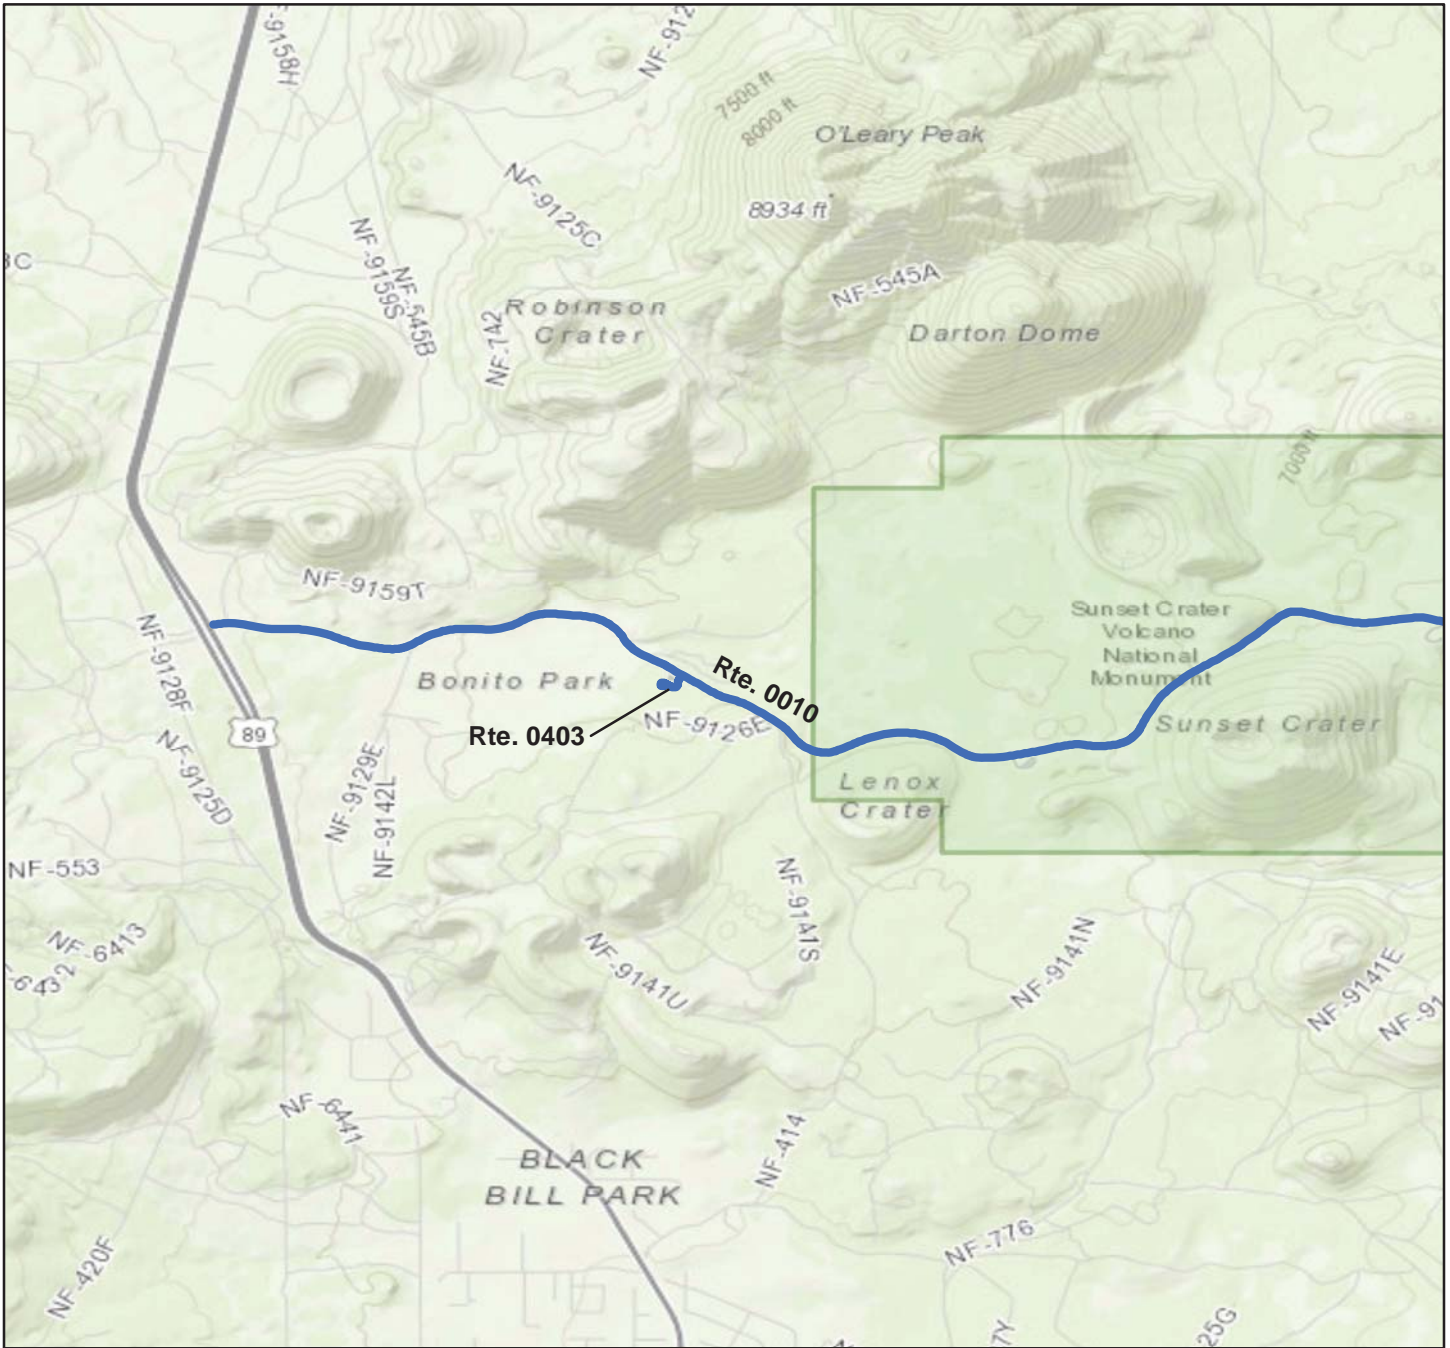 -9158H
NF-912
7500 ft
8000 ft
O'Leary Peak
NF-9125C
8934 ft
3C
NF-9159S
NF-545B
NF-545A
Robinson
Crater
NF-742
Darton Dome
7000 ft
NF-9159T
Sunset Crater
Volcano
National
Monument
NF-9128F
Bonito Park
Rte. 0010
Rte. 0403
NF-9126E
Sunset Crater
89
NF-9125D
NF-9129E
NF-9142L
Lenox
Crater
NF-553
NF-9141S
NF-6413
NF-9141N
NF-9141U
NF-9141E
NF-91
NF-6441
NF-414
BLACK
BILL PARK
NF-776
NF-420F
7Y
25G